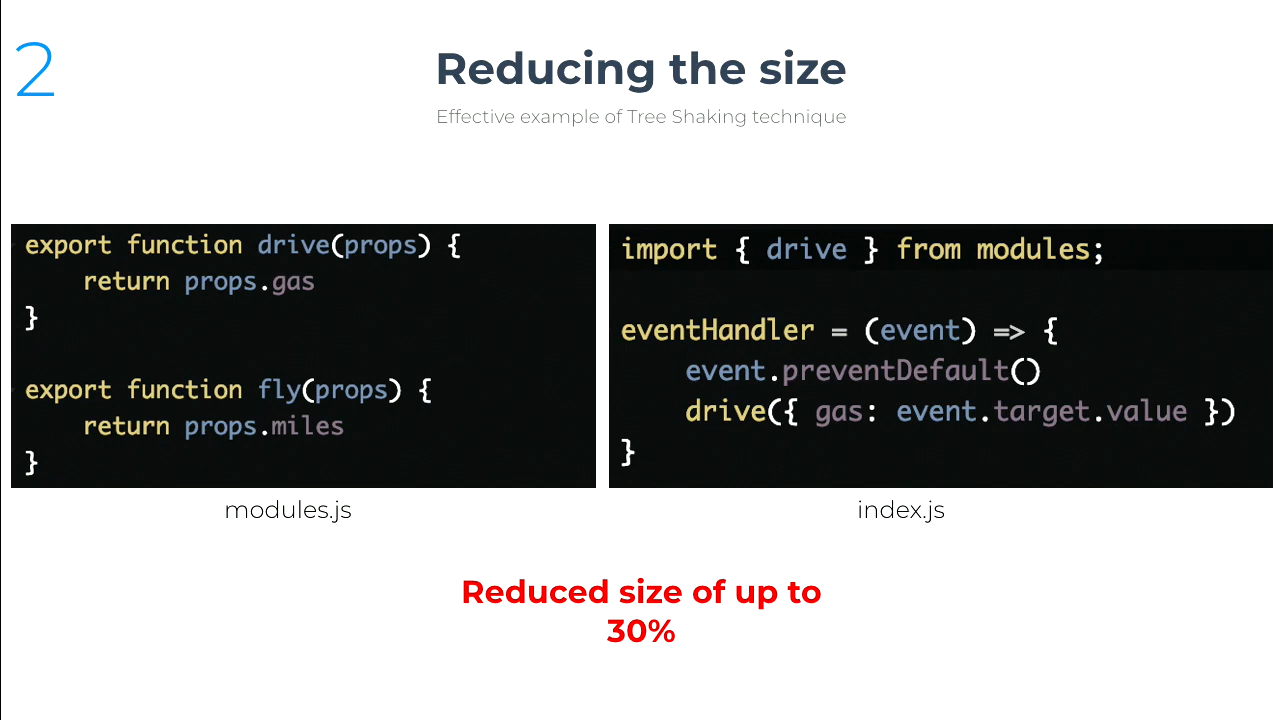 2
Reducing the size
Effective example of Tree Shaking technique
export function drive(props) {
    return props.gas
}
export function fly(props) {
    return props.miles
}
modules.js
import { drive } from modules;
eventHandler = (event) => {
    event.preventDefault()
    drive({ gas: event.target.value })
}
index.js
Reduced size of up to
30%